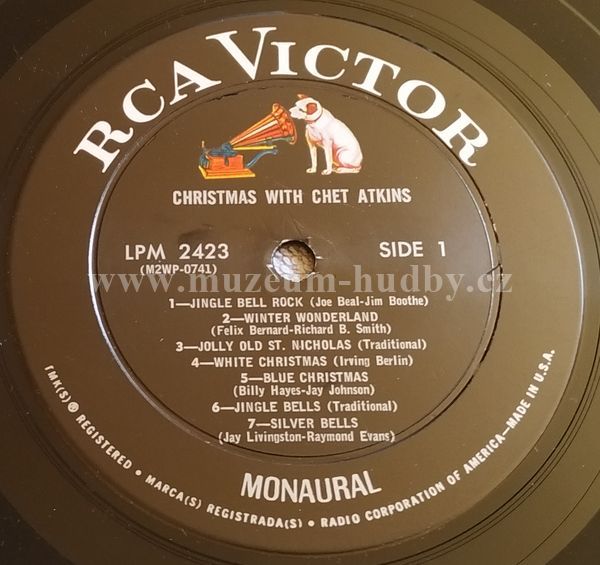 RCA VICTOR
CHRISTMAS WITH CHET ATKINS
LPM 2423 SIDE 1
(M2WP-0741)
www.muzeum-hudby.cz
1—JINGLE BELL ROCK (Joe Beal-Jim Boothe)
2—WINTER WONDERLAND
(Felix Bernard-Richard B. Smith)
3—JOLLY OLD ST. NICHOLAS (Traditional)
4—WHITE CHRISTMAS (Irving Berlin)
5—BLUE CHRISTMAS
(Billy Hayes-Jay Johnson)
6—JINGLE BELLS (Traditional)
7—SILVER BELLS
(Jay Livingston-Raymond Evans)
MONAURAL
TMK(S) ® REGISTERED • MARCA(S) REGISTRADA(S) • RADIO CORPORATION OF AMERICA—MADE IN U.S.A.